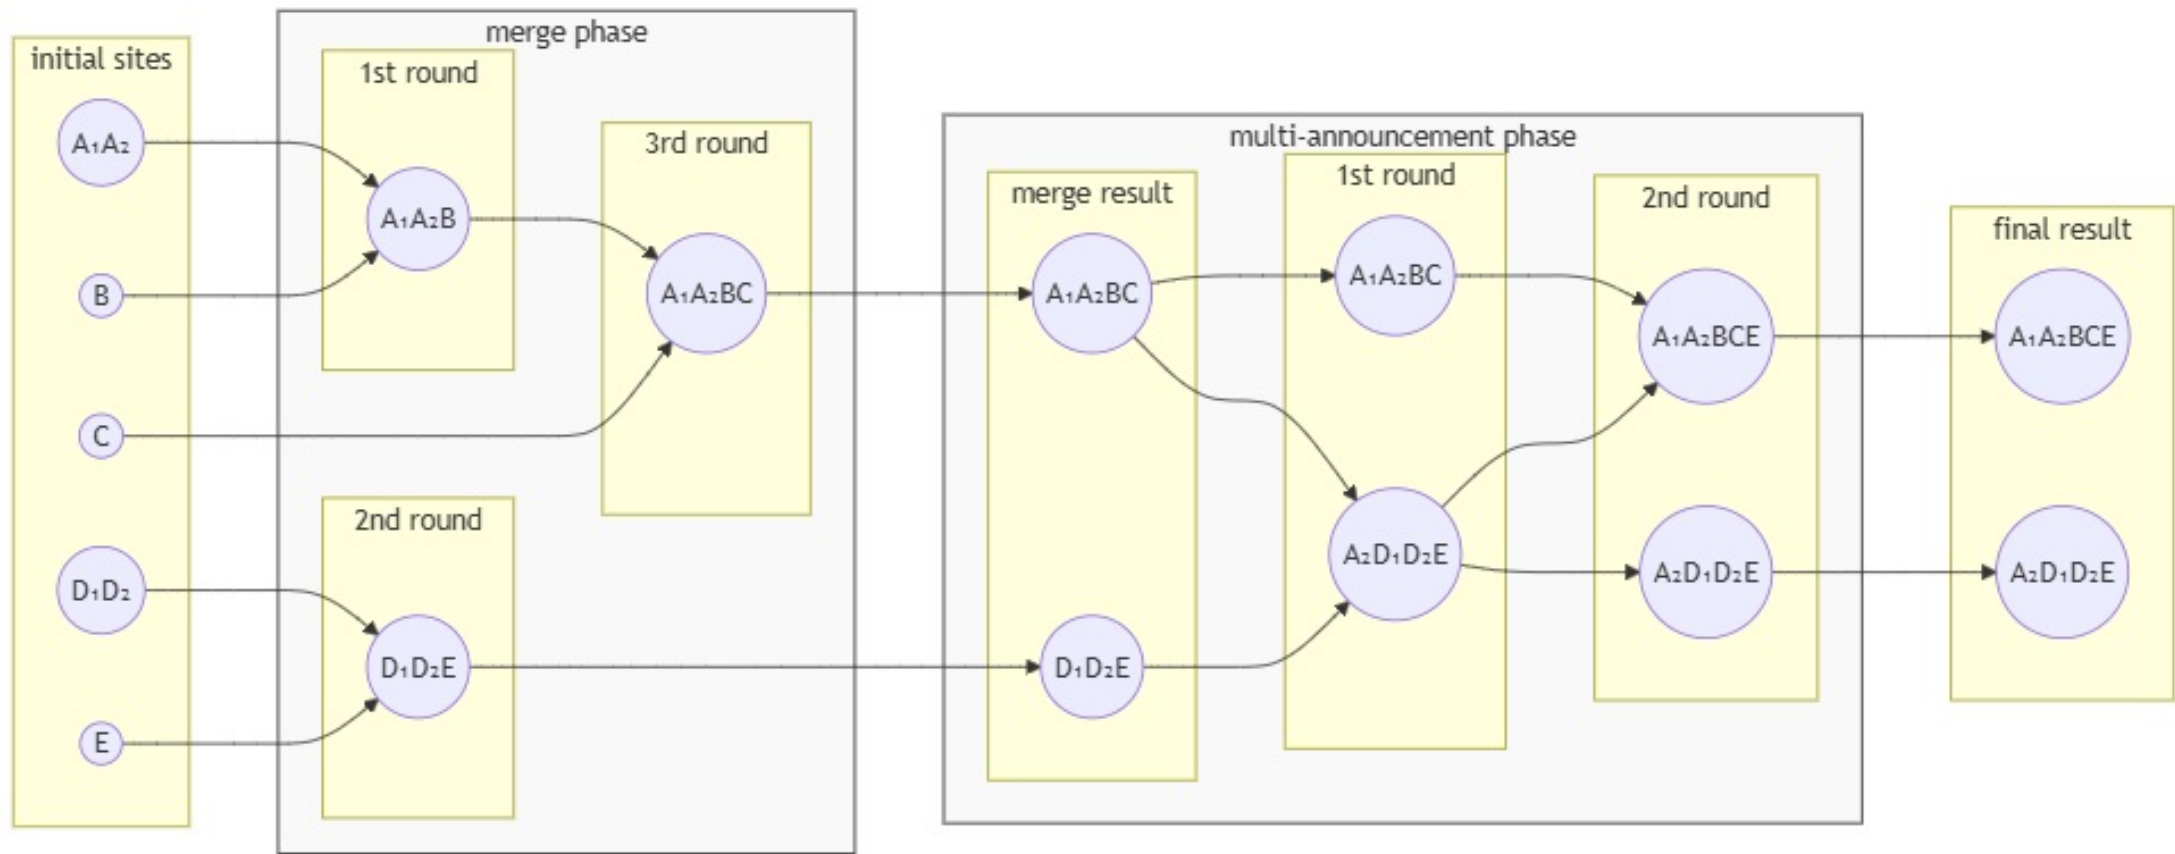 initial sites
A₁A₂
B
C
D₁D₂
E
merge phase
1st round
A₁A₂B
2nd round
D₁D₂E
3rd round
A₁A₂BC
multi-announcement phase
merge result
A₁A₂BC
D₁D₂E
1st round
A₁A₂BC
A₂D₁D₂E
2nd round
A₁A₂BCE
A₂D₁D₂E
final result
A₁A₂BCE
A₂D₁D₂E